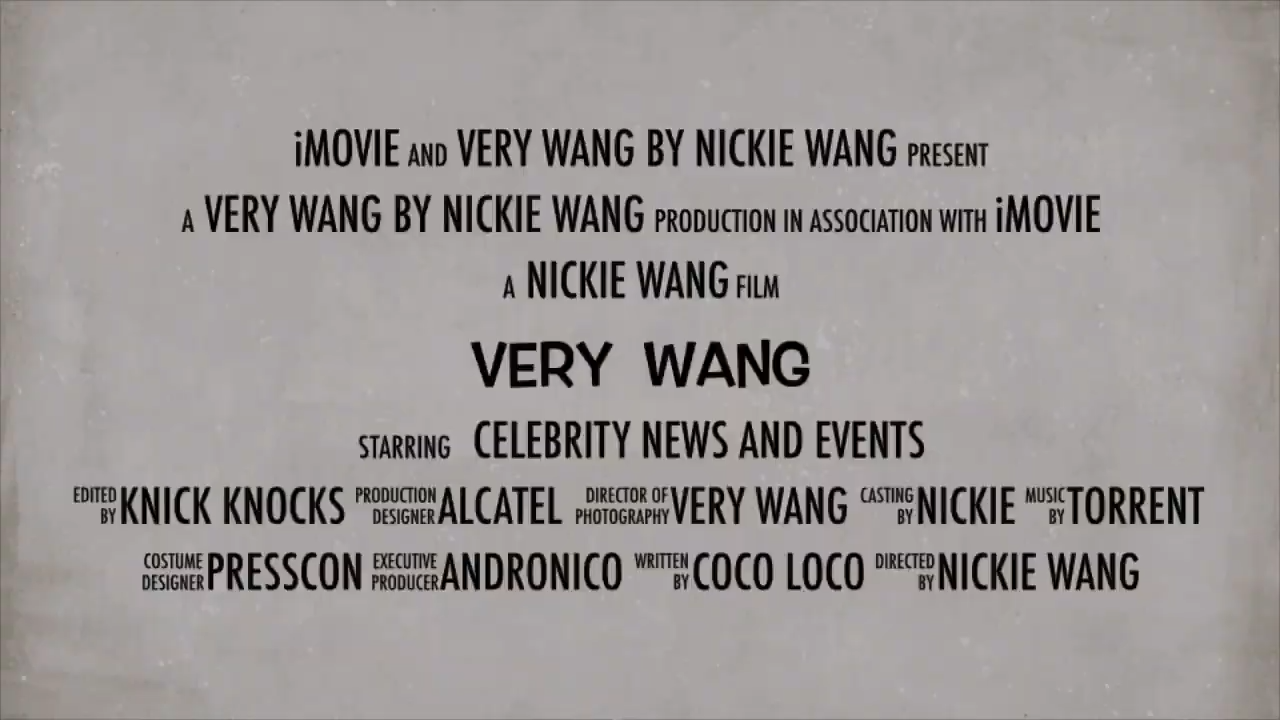 iMOVIE AND VERY WANG BY NICKIE WANG PRESENT
A VERY WANG BY NICKIE WANG PRODUCTION IN ASSOCIATION WITH iMOVIE
A NICKIE WANG FILM
VERY WANG
STARRING CELEBRITY NEWS AND EVENTS
EDITED BY KNICK KNOCKS PRODUCTION DESIGNER ALCATEL DIRECTOR OF PHOTOGRAPHY VERY WANG CASTING BY NICKIE MUSIC BY TORRENT
COSTUME DESIGNER PRESSCON EXECUTIVE PRODUCER ANDRONICO WRITTEN BY COCO LOCO DIRECTED BY NICKIE WANG